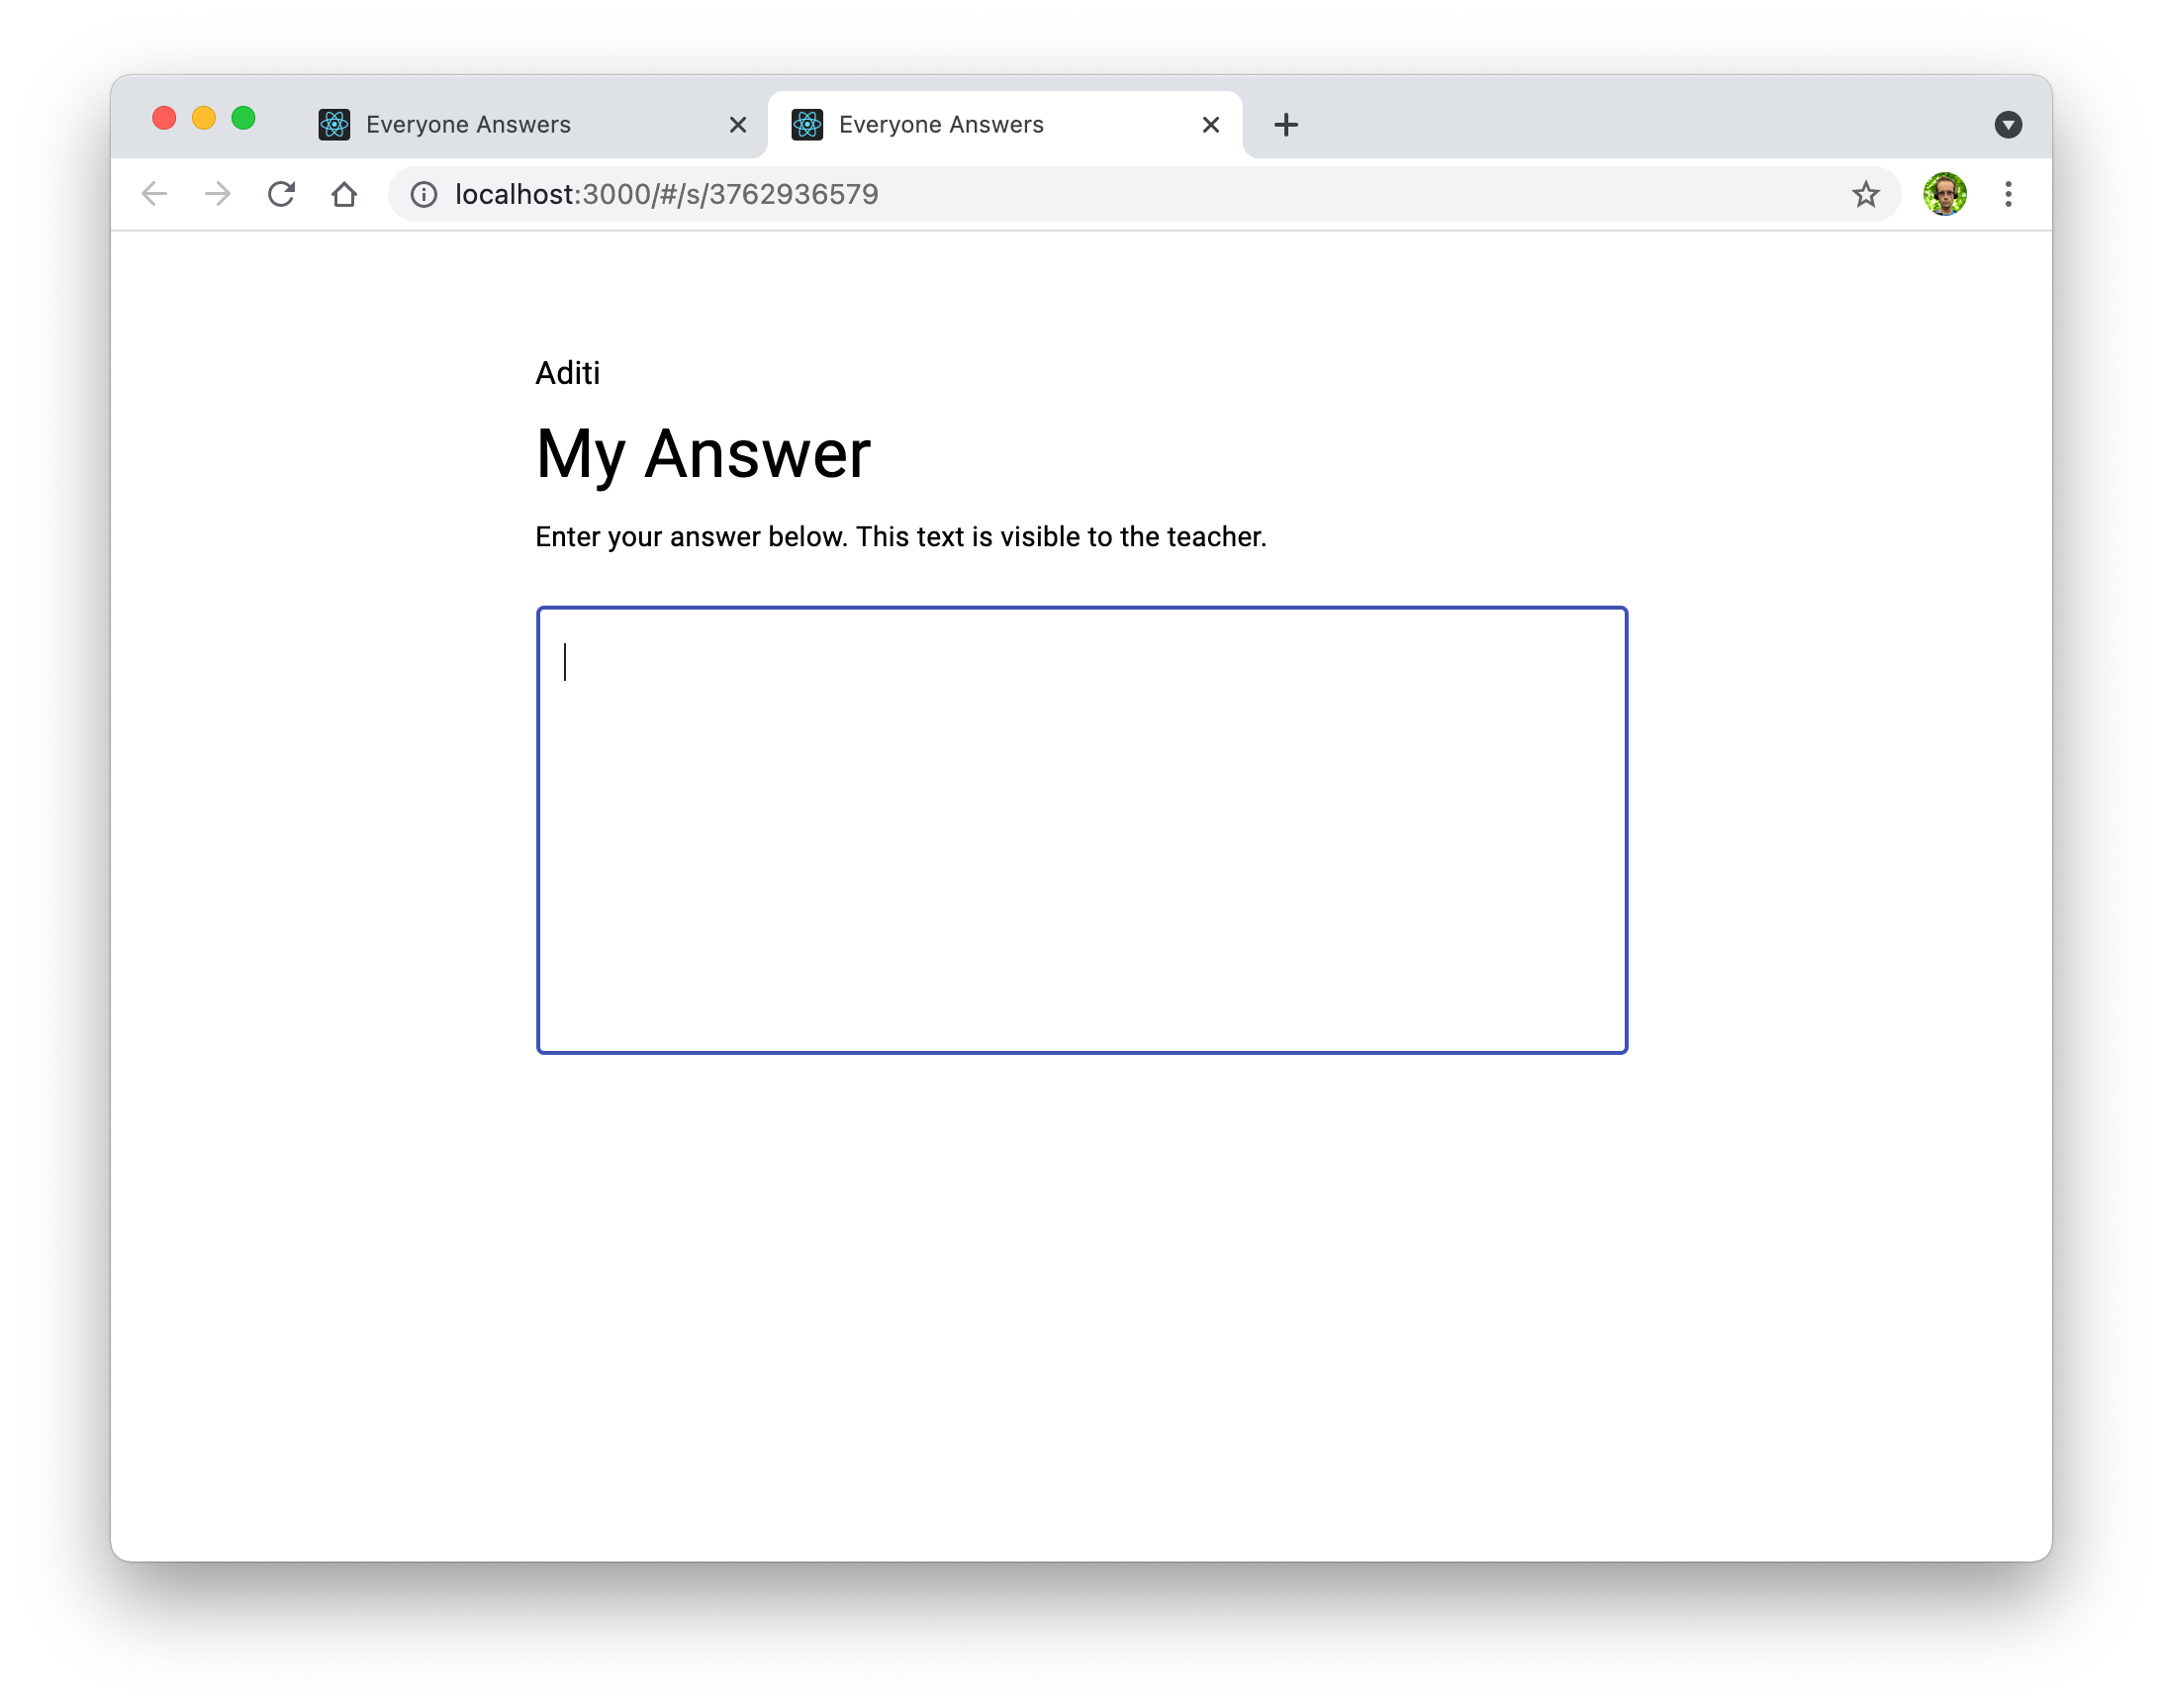 Everyone Answers
Everyone Answers
localhost:3000/#/s/3762936579
Aditi
My Answer
Enter your answer below. This text is visible to the teacher.